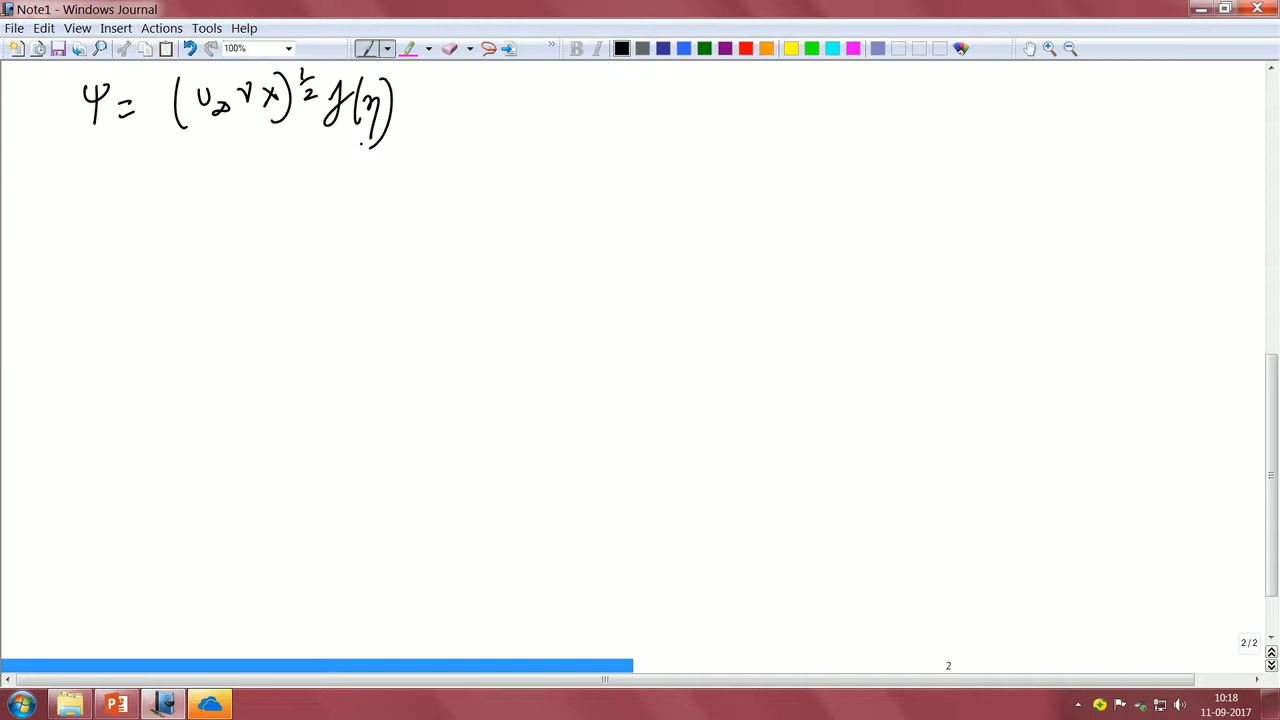 Note1 - Windows Journal
File Edit View Insert Actions Tools Help
100%
ψ = (U∞ ν x)^1/2 f(η)
2 / 2
2
10:18
11-09-2017